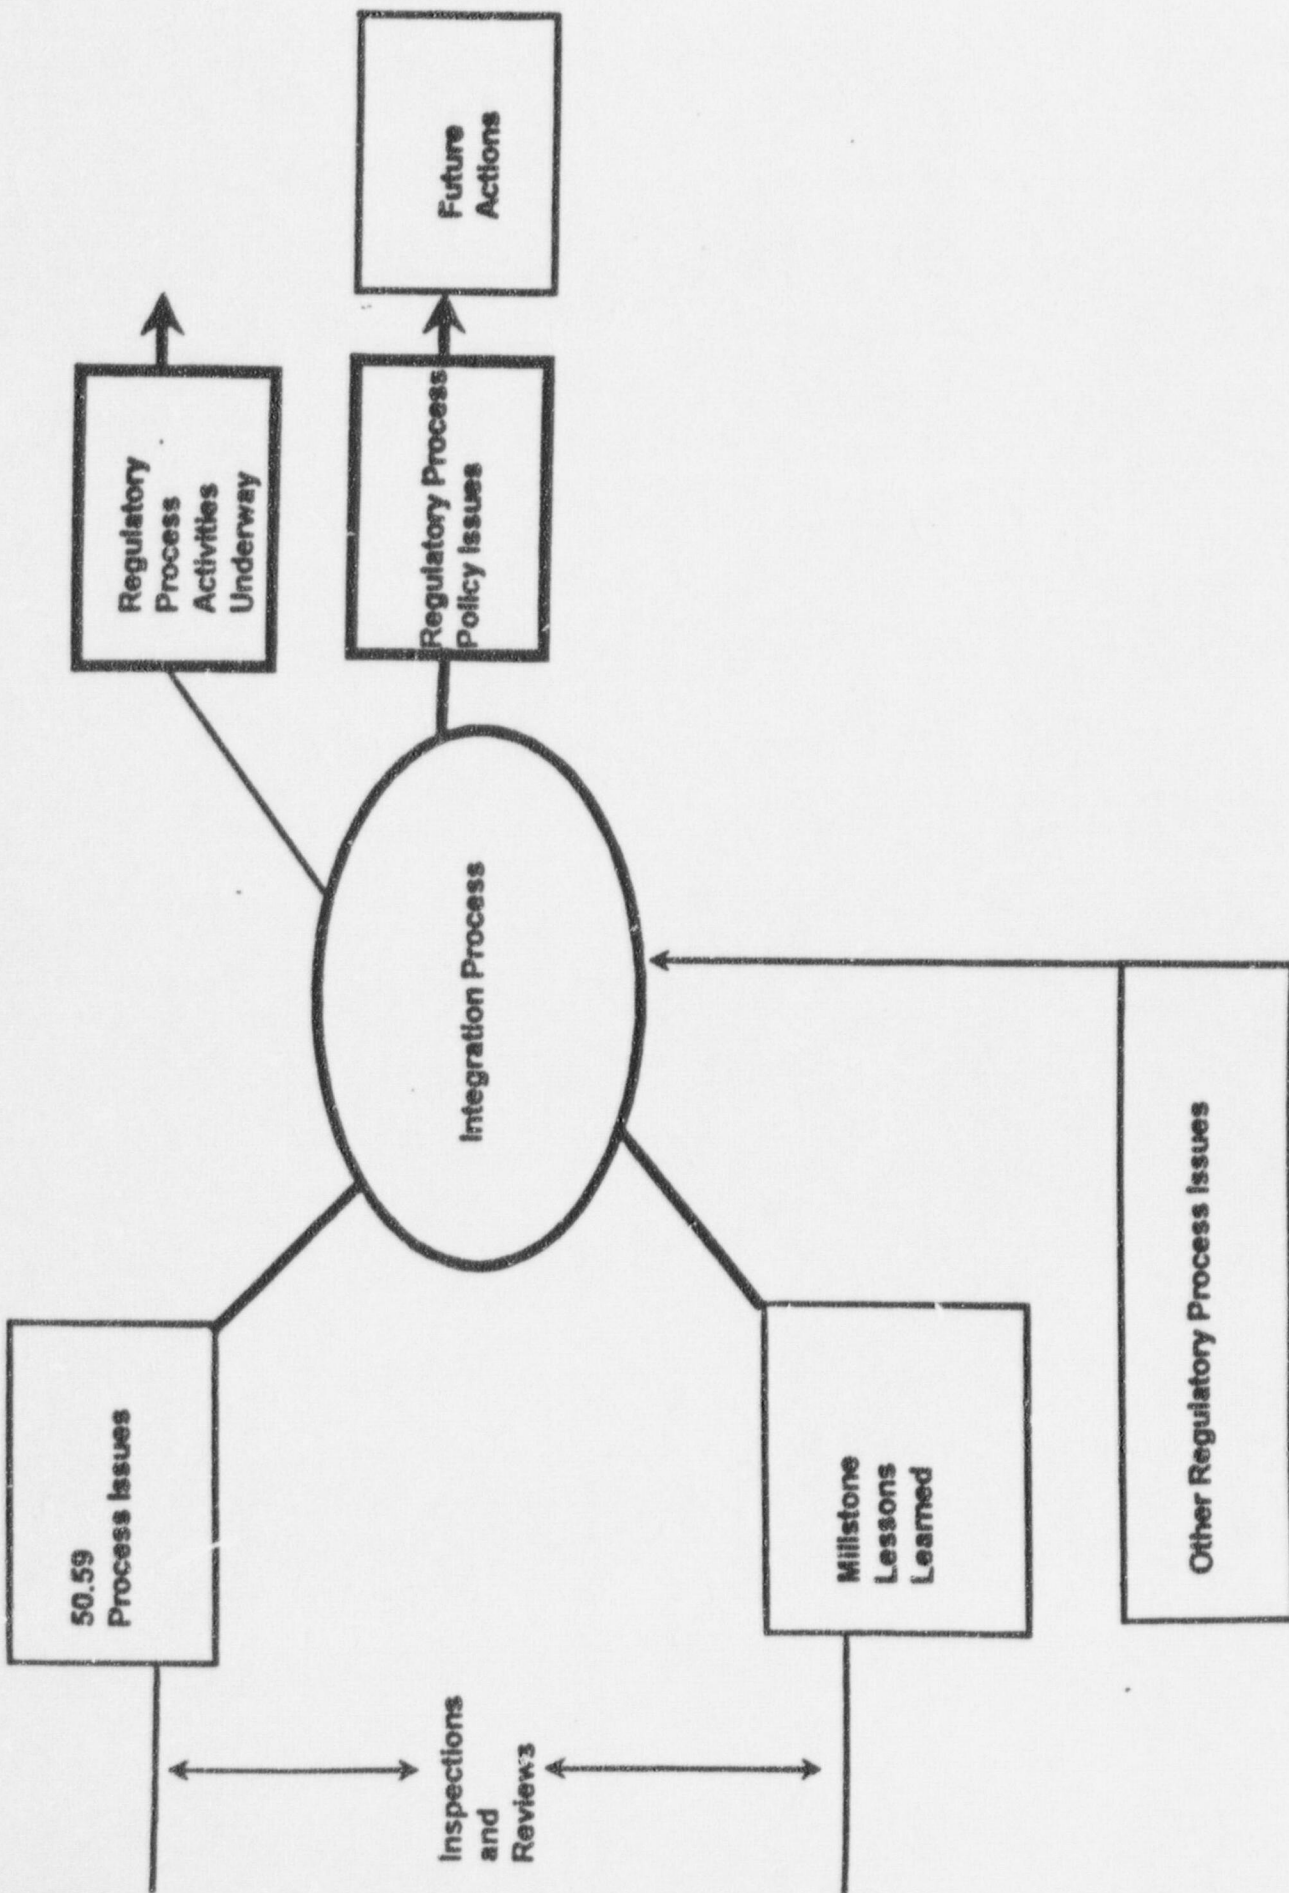 50.59
Process Issues
Inspections
and
Reviews
Millstone
Lessons
Learned
Other Regulatory Process Issues
Integration Process
Regulatory
Process
Activities
Underway
Regulatory Process
Policy Issues
Future
Actions